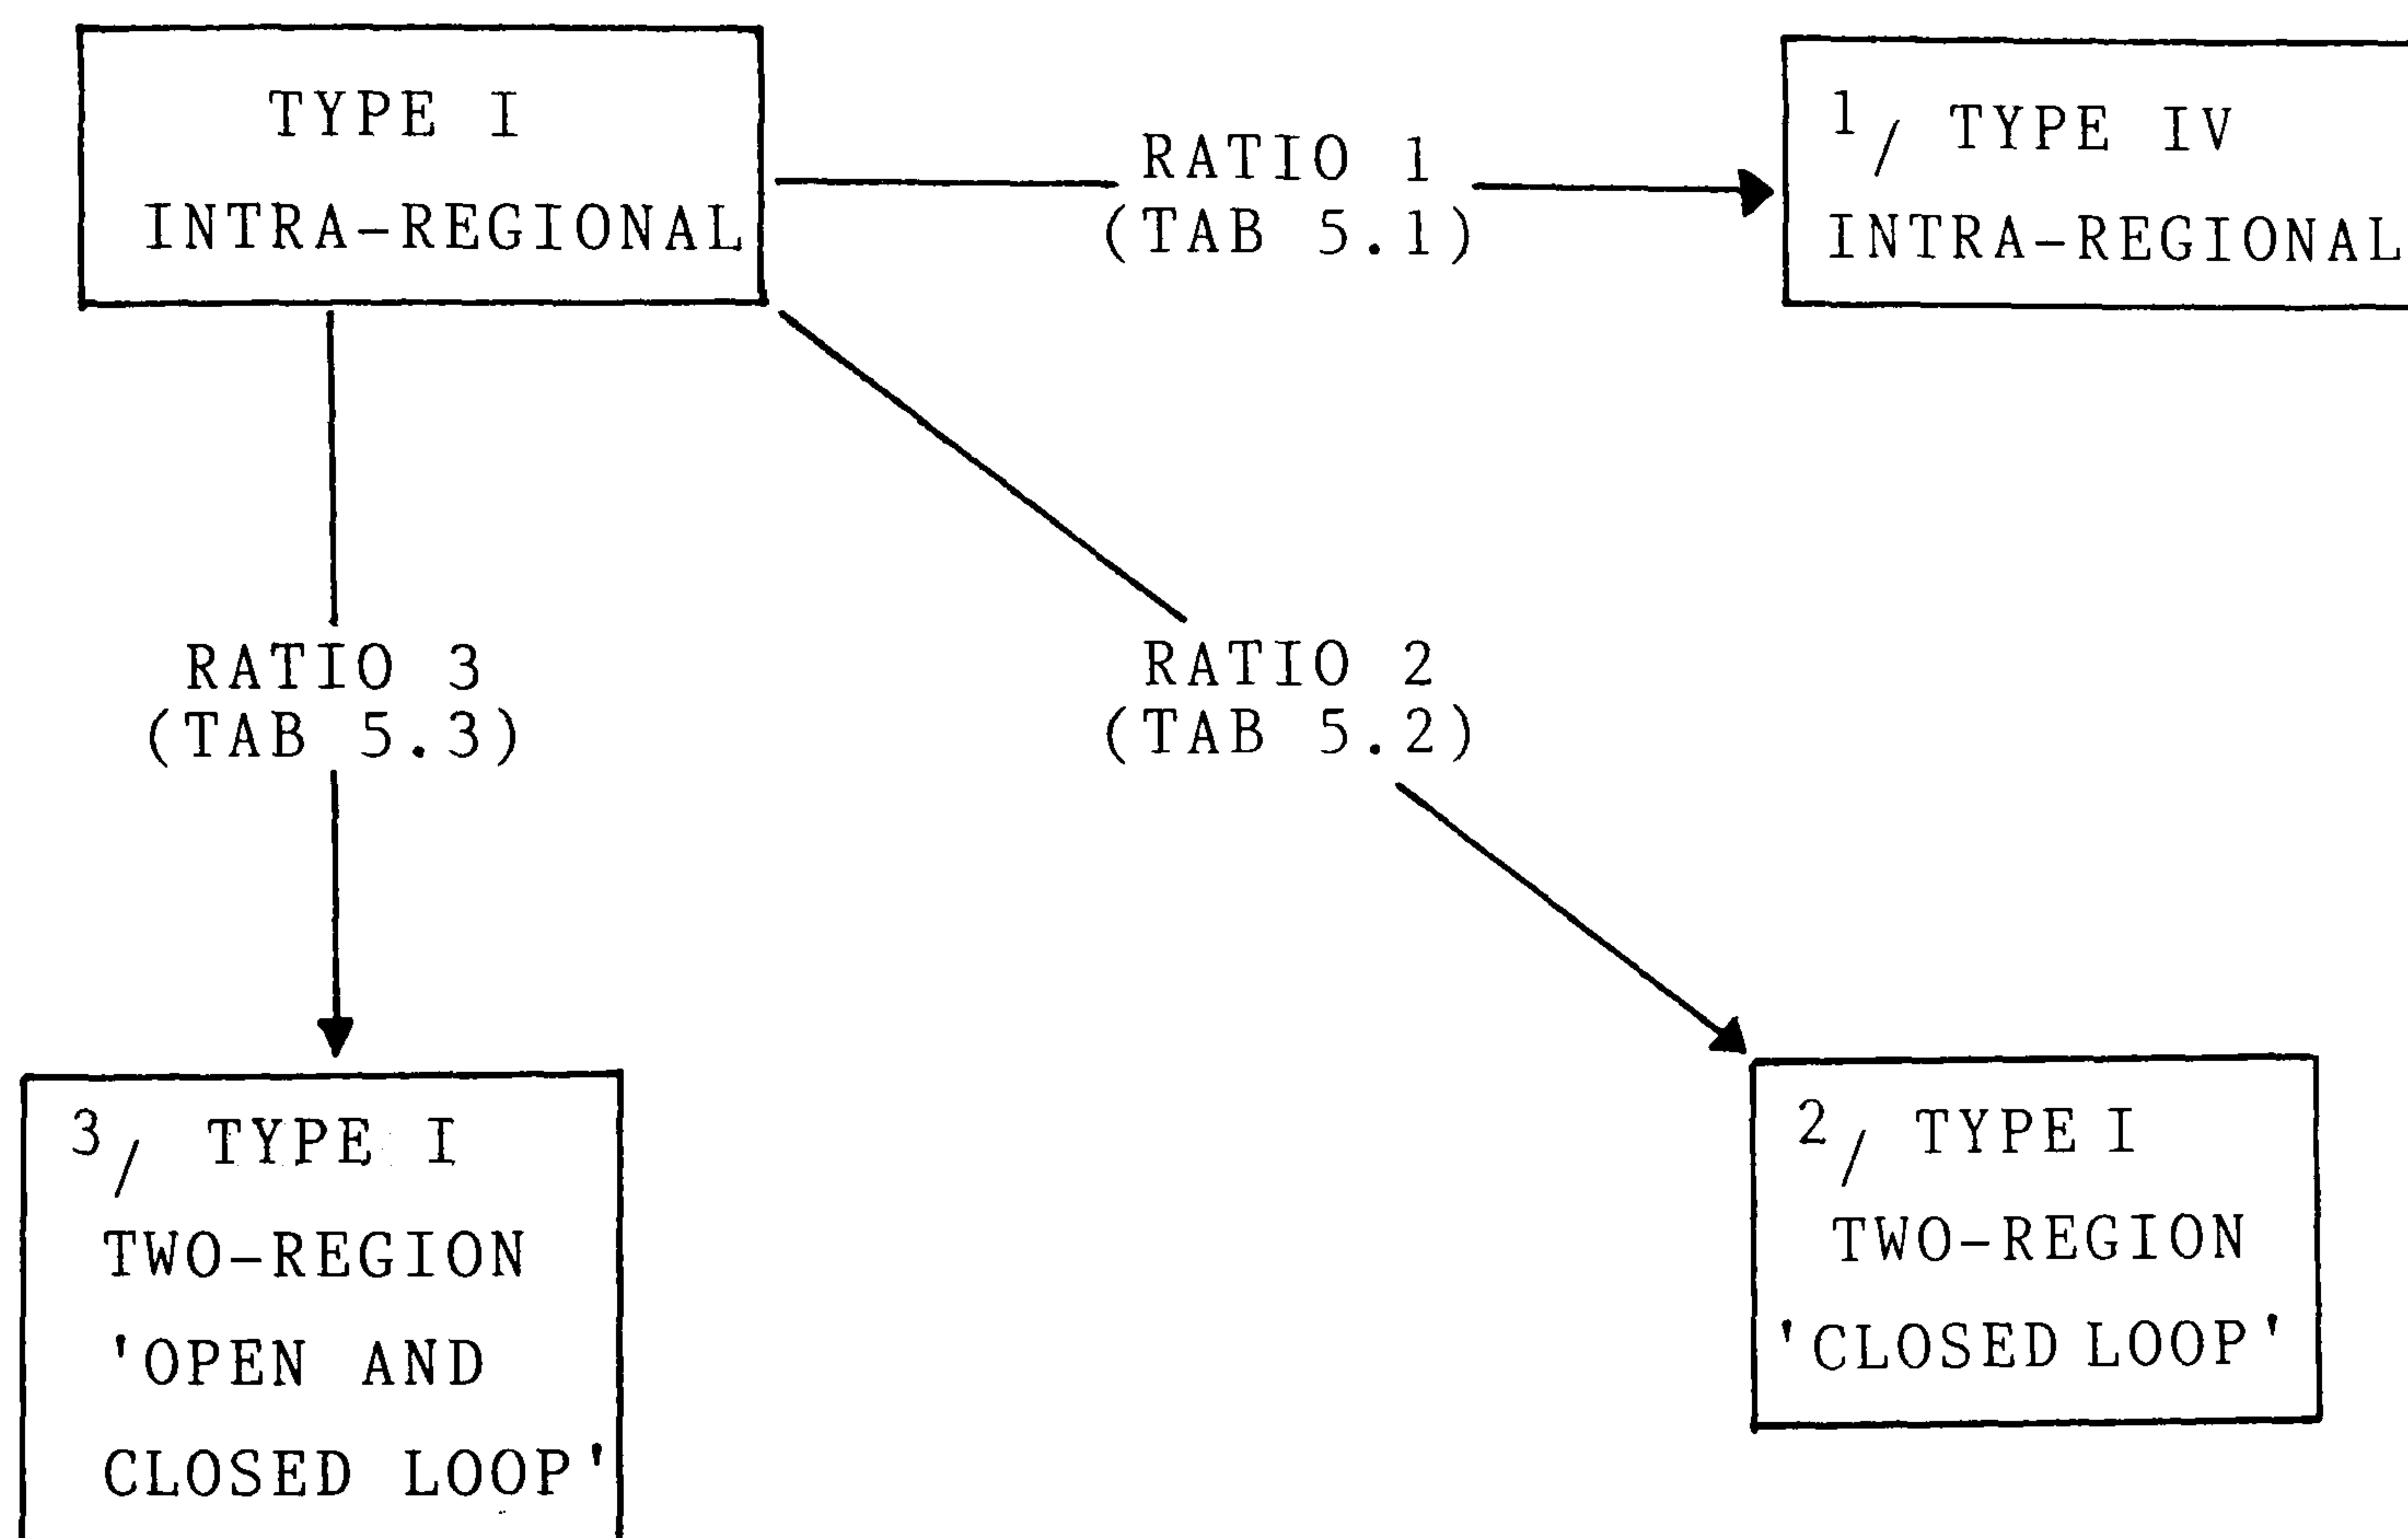 TYPE I
INTRA-REGIONAL
RATIO 1
(TAB 5.1)
1/ TYPE IV
INTRA-REGIONAL
RATIO 3
(TAB 5.3)
RATIO 2
(TAB 5.2)
3/ TYPE I
TWO-REGION
'OPEN AND
CLOSED LOOP'
2/ TYPE I
TWO-REGION
'CLOSED LOOP'